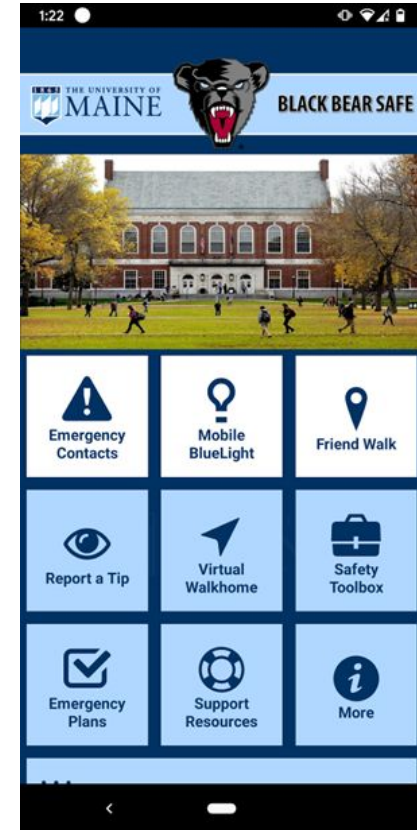 1:22
1865
THE UNIVERSITY OF
MAINE
BLACK BEAR SAFE
Emergency
Contacts
Mobile
BlueLight
Friend Walk
Report a Tip
Virtual
Walkhome
Safety
Toolbox
Emergency
Plans
Support
Resources
More